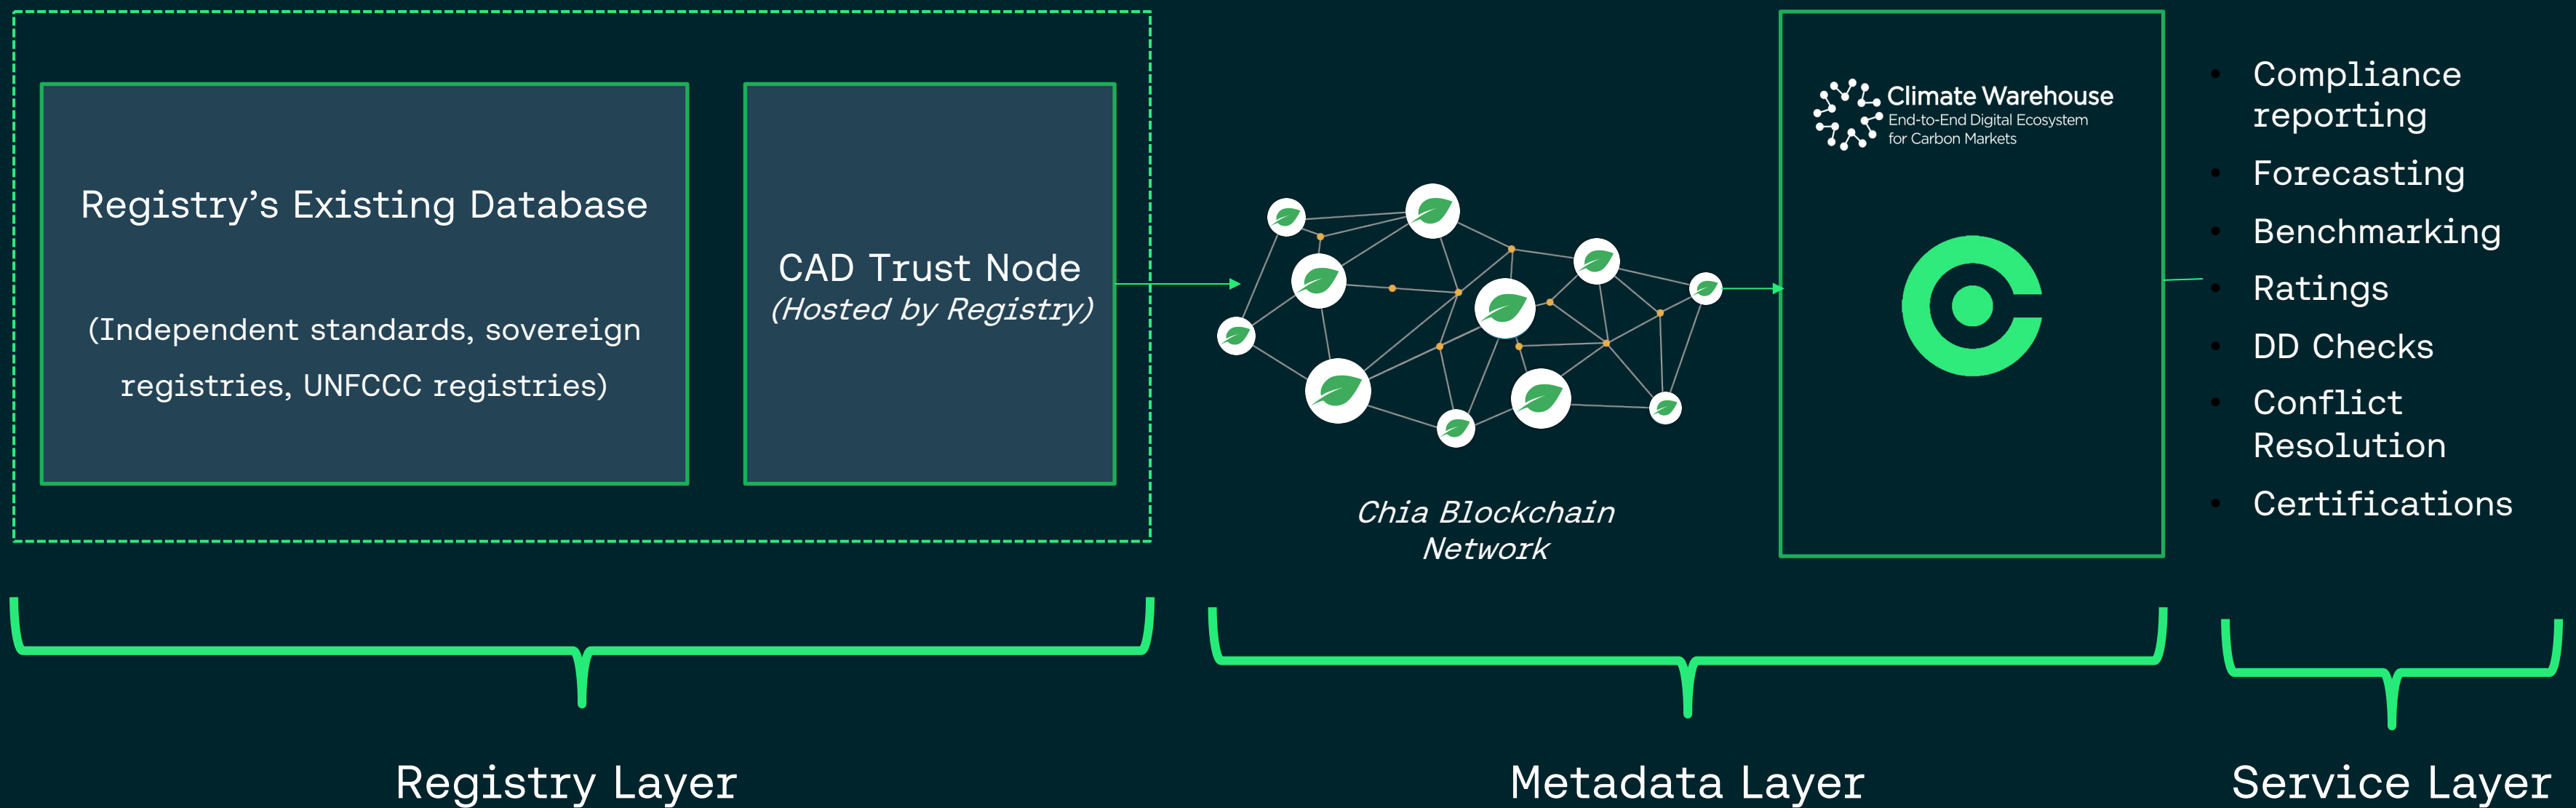 Registry’s Existing Database
(Independent standards, sovereign
registries, UNFCCC registries)
CAD Trust Node
(Hosted by Registry)
Chia Blockchain
Network
Climate Warehouse
End-to-End Digital Ecosystem
for Carbon Markets
• Compliance
reporting
• Forecasting
• Benchmarking
• Ratings
• DD Checks
• Conflict
Resolution
• Certifications
Registry Layer
Metadata Layer
Service Layer